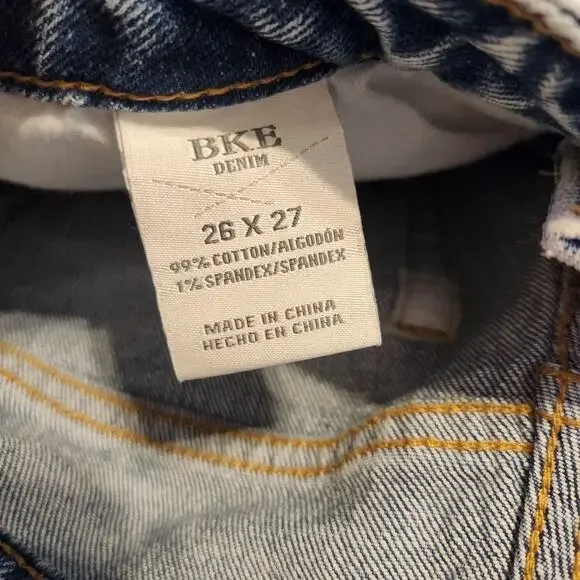 BKE
DENIM
26 X 27
99% COTTON/ALGODÓN
1% SPANDEX/SPANDEX
MADE IN CHINA
HECHO EN CHINA